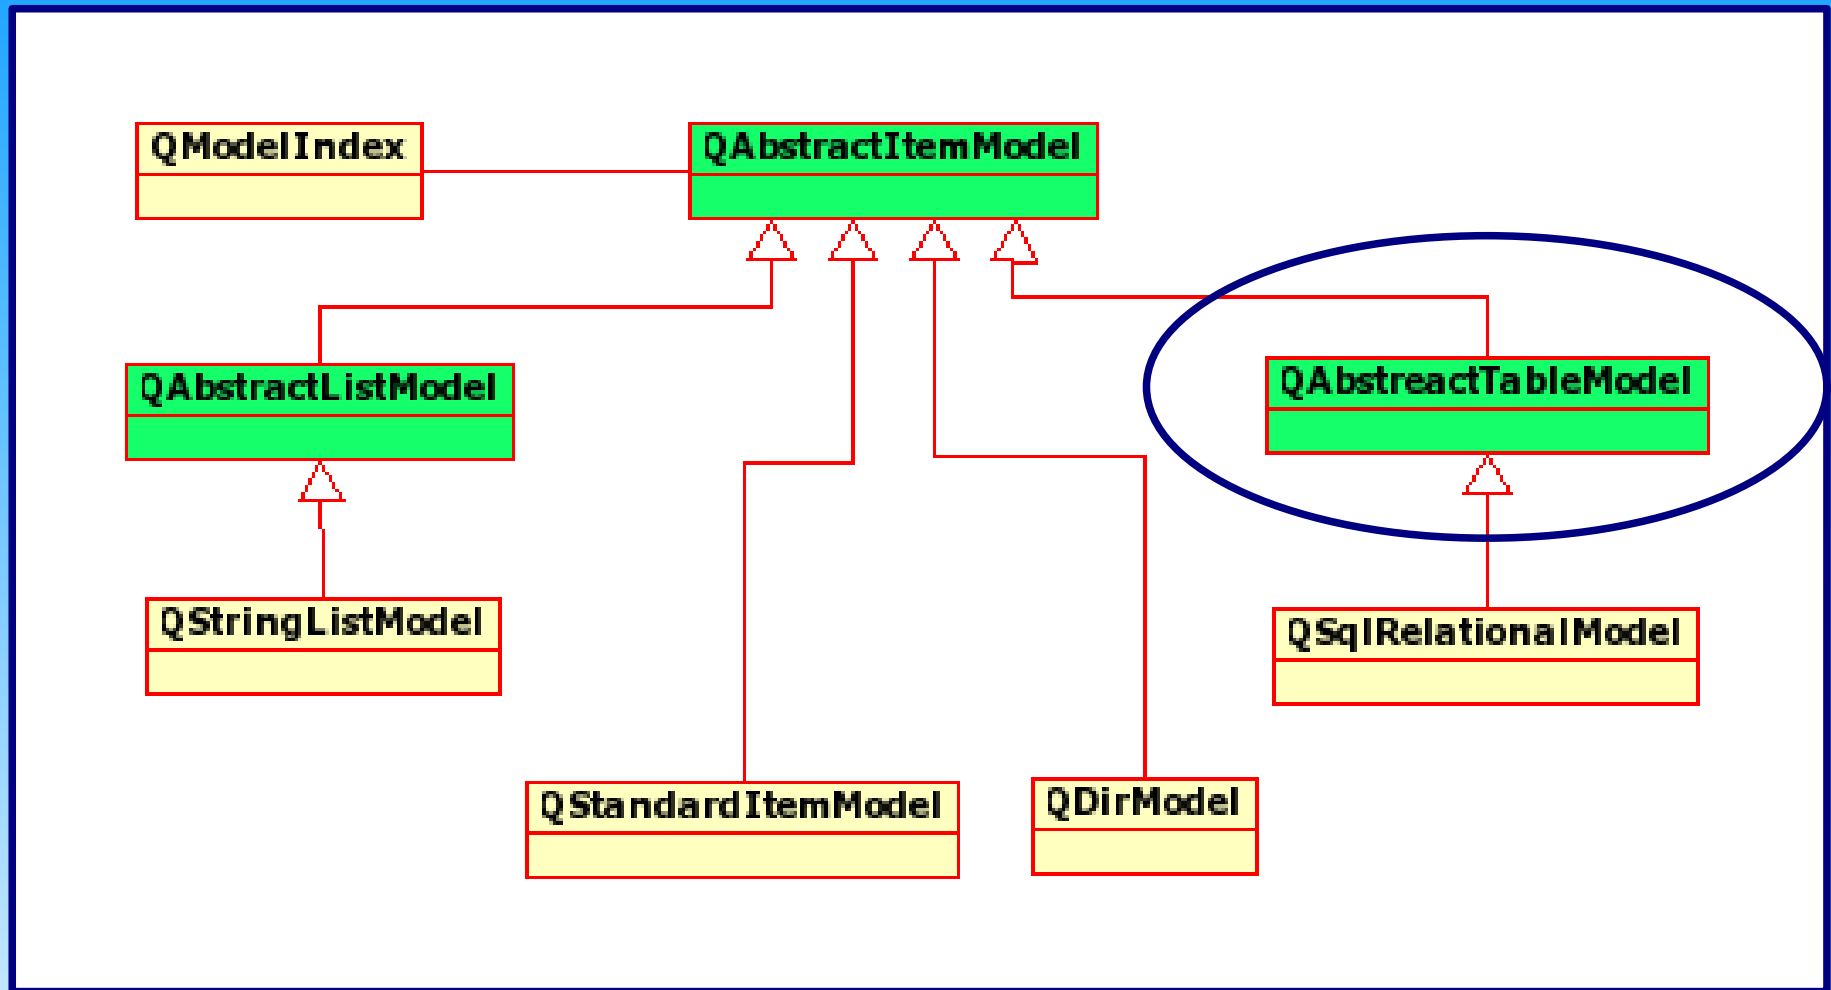 QModelIndex
QAbstractItemModel
QAbstractListModel
QAbstreactTableModel
QStringListModel
QSqlRelationalModel
QStandardItemModel
QDirModel